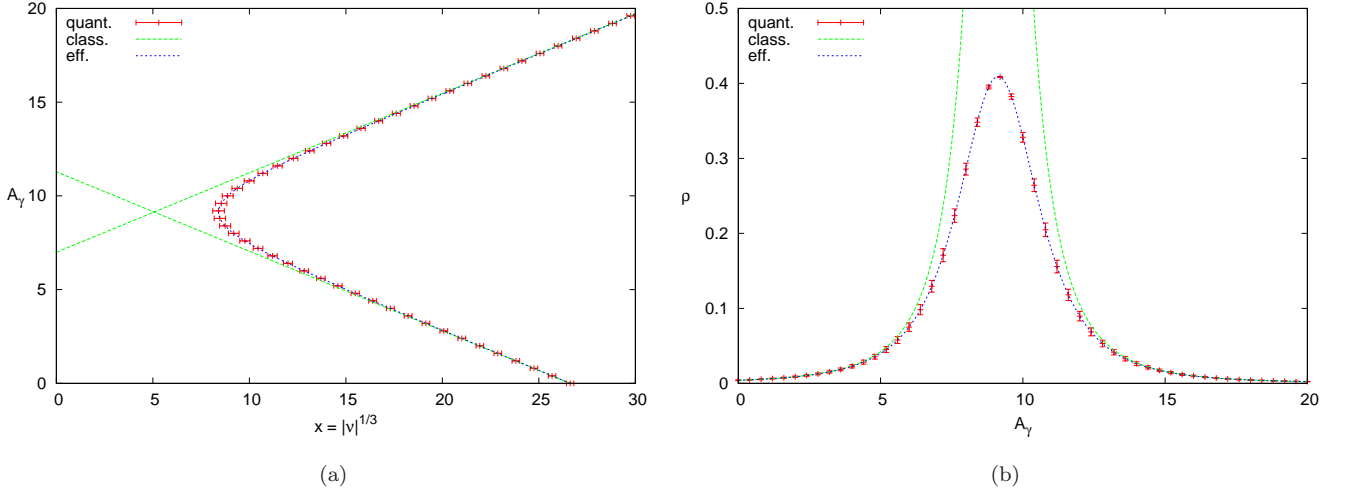 quant.
class.
eff.
20
15
10
5
0
A_γ
0 5 10 15 20 25 30
x = |ν|^{1/3}
(a)
quant.
class.
eff.
0.5
0.4
0.3
0.2
0.1
0
ρ
0 5 10 15 20
A_γ
(b)